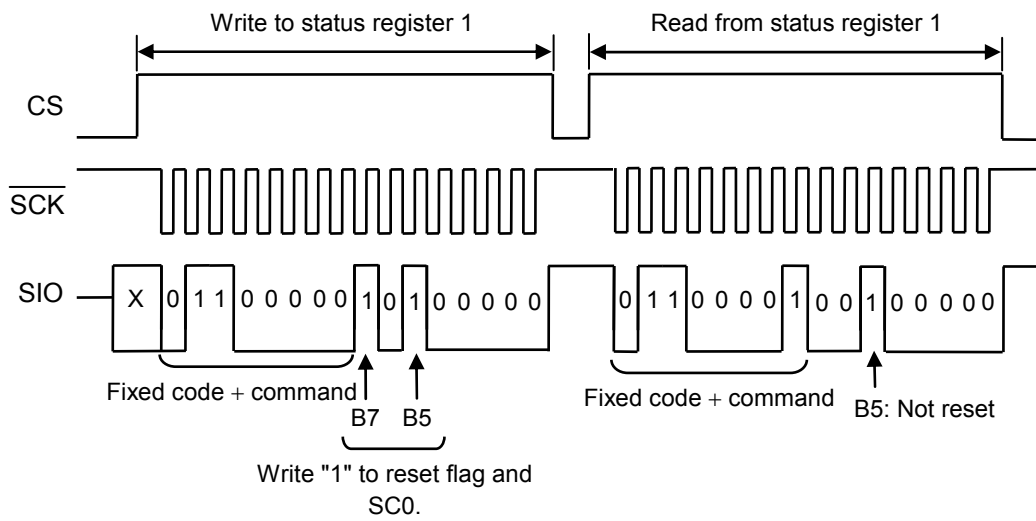 Write to status register 1
Read from status register 1
CS
SCK
SIO
X 0 1 1 0 0 0 0 0 1 0 1 0 0 0 0 0
0 1 1 0 0 0 0 1 0 0 1 0 0 0 0 0
Fixed code + command
B7
B5
Fixed code + command
B5: Not reset
Write "1" to reset flag and
SC0.